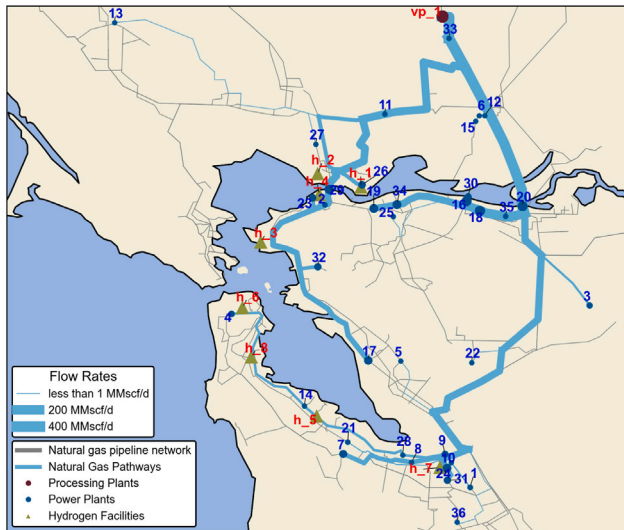 vp_1
13
33
11
6 12
15
27
h_2
h_1
26
h_4
29
19
34
30
16
18
35
20
25
23
2
h_3
32
3
h_6
4
h_8
17
5
22
14
h_5
21
7
28
8
9
h_7
10
24
31 1
36
Flow Rates
less than 1 MMscf/d
200 MMscf/d
400 MMscf/d
Natural gas pipeline network
Natural Gas Pathways
Processing Plants
Power Plants
Hydrogen Facilities